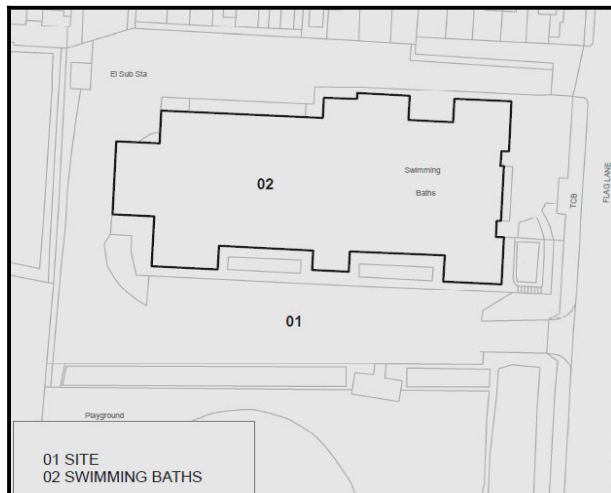 El Sub Sta
Swimming
Baths
02
TCB
FLAG LANE
01
Playground
01 SITE
02 SWIMMING BATHS